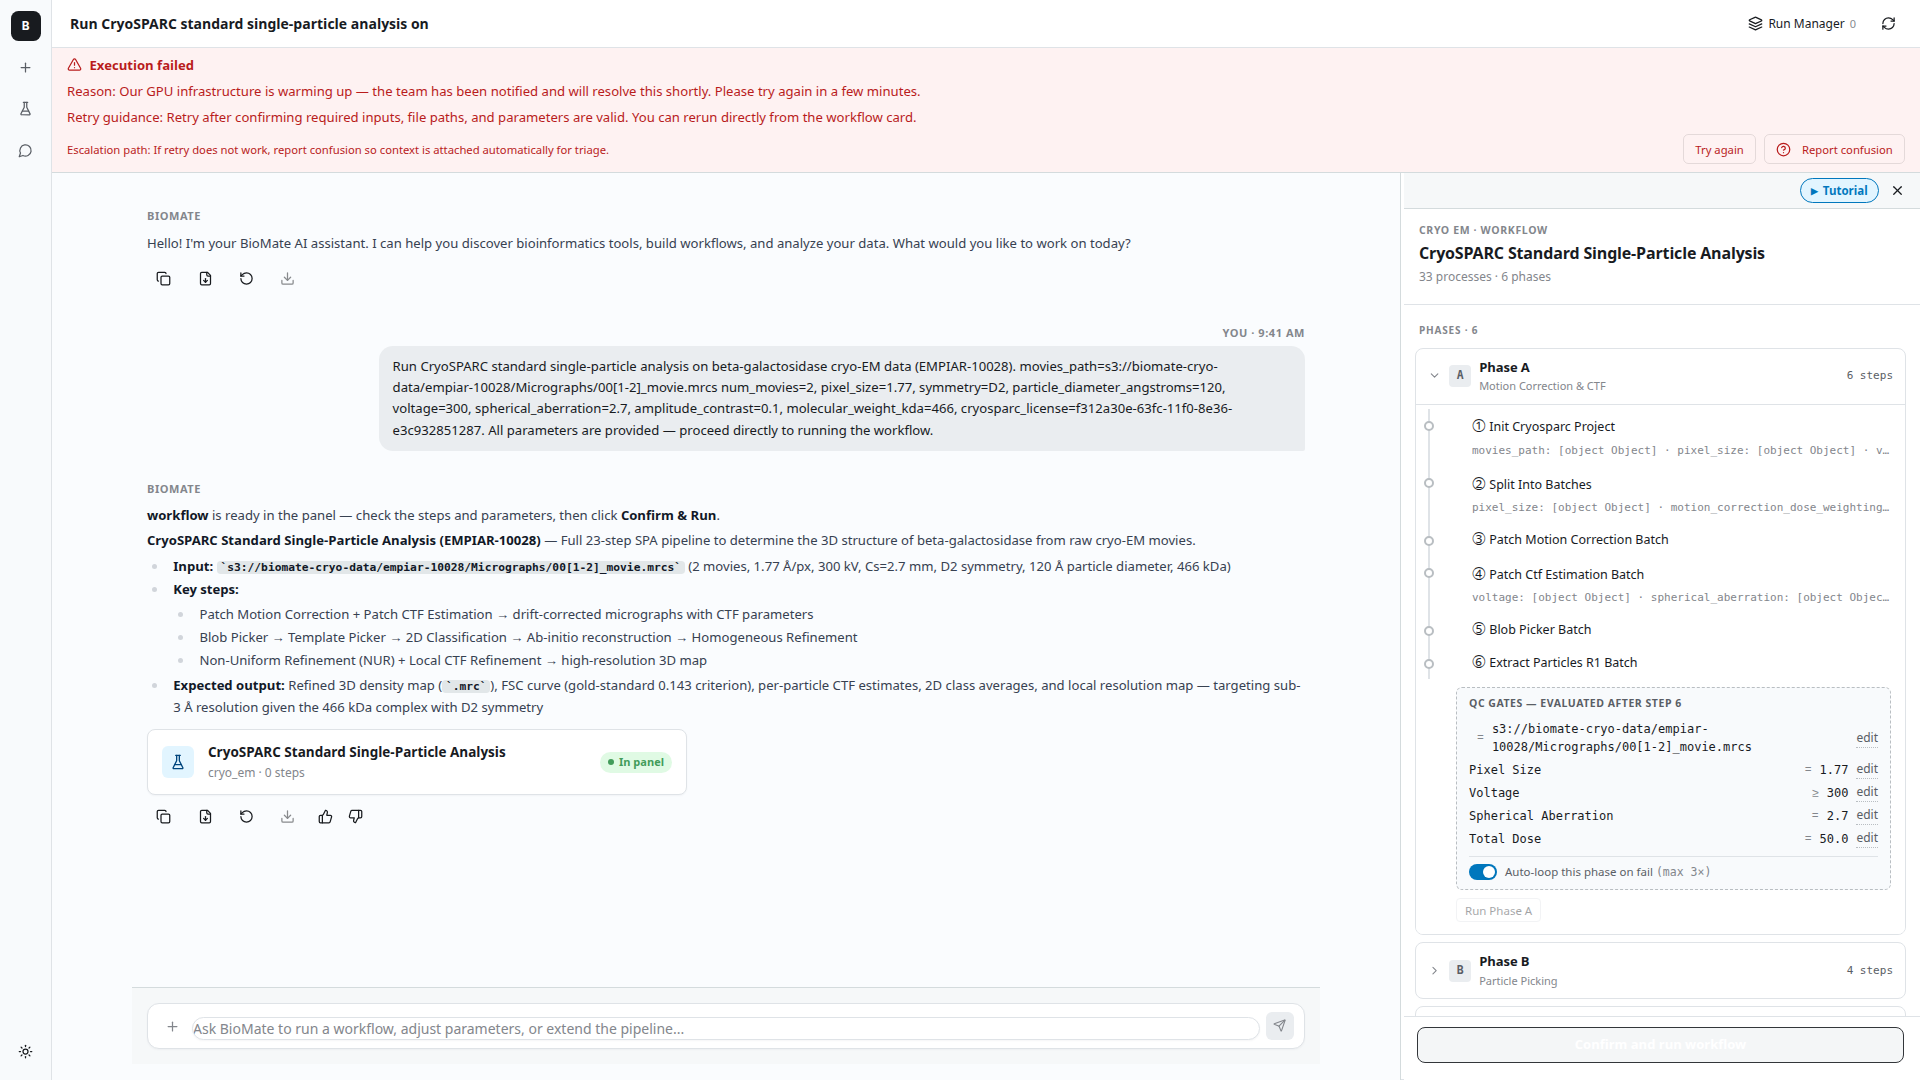 B
Run CryoSPARC standard single-particle analysis on
Run Manager 0
Execution failed
Reason: Our GPU infrastructure is warming up — the team has been notified and will resolve this shortly. Please try again in a few minutes.
Retry guidance: Retry after confirming required inputs, file paths, and parameters are valid. You can rerun directly from the workflow card.
Escalation path: If retry does not work, report confusion so context is attached automatically for triage.
Try again
Report confusion
BIOMATE
Hello! I'm your BioMate AI assistant. I can help you discover bioinformatics tools, build workflows, and analyze your data. What would you like to work on today?
YOU · 9:41 AM
Run CryoSPARC standard single-particle analysis on beta-galactosidase cryo-EM data (EMPIAR-10028). movies_path=s3://biomate-cryo-
data/empiar-10028/Micrographs/00[1-2]_movie.mrcs num_movies=2, pixel_size=1.77, symmetry=D2, particle_diameter_angstroms=120,
voltage=300, spherical_aberration=2.7, amplitude_contrast=0.1, molecular_weight_kda=466, cryosparc_license=f312a30e-63fc-11f0-8e36-
e3c932851287. All parameters are provided — proceed directly to running the workflow.
BIOMATE
workflow is ready in the panel — check the steps and parameters, then click Confirm & Run.
CryoSPARC Standard Single-Particle Analysis (EMPIAR-10028) — Full 23-step SPA pipeline to determine the 3D structure of beta-galactosidase from raw cryo-EM movies.
Input: `s3://biomate-cryo-data/empiar-10028/Micrographs/00[1-2]_movie.mrcs` (2 movies, 1.77 Å/px, 300 kV, Cs=2.7 mm, D2 symmetry, 120 Å particle diameter, 466 kDa)
Key steps:
Patch Motion Correction + Patch CTF Estimation → drift-corrected micrographs with CTF parameters
Blob Picker → Template Picker → 2D Classification → Ab-initio reconstruction → Homogeneous Refinement
Non-Uniform Refinement (NUR) + Local CTF Refinement → high-resolution 3D map
Expected output: Refined 3D density map (`.mrc`), FSC curve (gold-standard 0.143 criterion), per-particle CTF estimates, 2D class averages, and local resolution map — targeting sub-
3 Å resolution given the 466 kDa complex with D2 symmetry
CryoSPARC Standard Single-Particle Analysis
cryo_em · 0 steps
In panel
Ask BioMate to run a workflow, adjust parameters, or extend the pipeline...
▶ Tutorial
CRYO EM · WORKFLOW
CryoSPARC Standard Single-Particle Analysis
33 processes · 6 phases
PHASES · 6
A
Phase A
Motion Correction & CTF
6 steps
① Init Cryosparc Project
movies_path: [object Object] · pixel_size: [object Object] · v…
② Split Into Batches
pixel_size: [object Object] · motion_correction_dose_weighting…
③ Patch Motion Correction Batch
④ Patch Ctf Estimation Batch
voltage: [object Object] · spherical_aberration: [object Objec…
⑤ Blob Picker Batch
⑥ Extract Particles R1 Batch
QC GATES — EVALUATED AFTER STEP 6
= s3://biomate-cryo-data/empiar-
10028/Micrographs/00[1-2]_movie.mrcs edit
Pixel Size = 1.77 edit
Voltage ≥ 300 edit
Spherical Aberration = 2.7 edit
Total Dose = 50.0 edit
Auto-loop this phase on fail (max 3×)
Run Phase A
B
Phase B
Particle Picking
4 steps
Confirm and run workflow